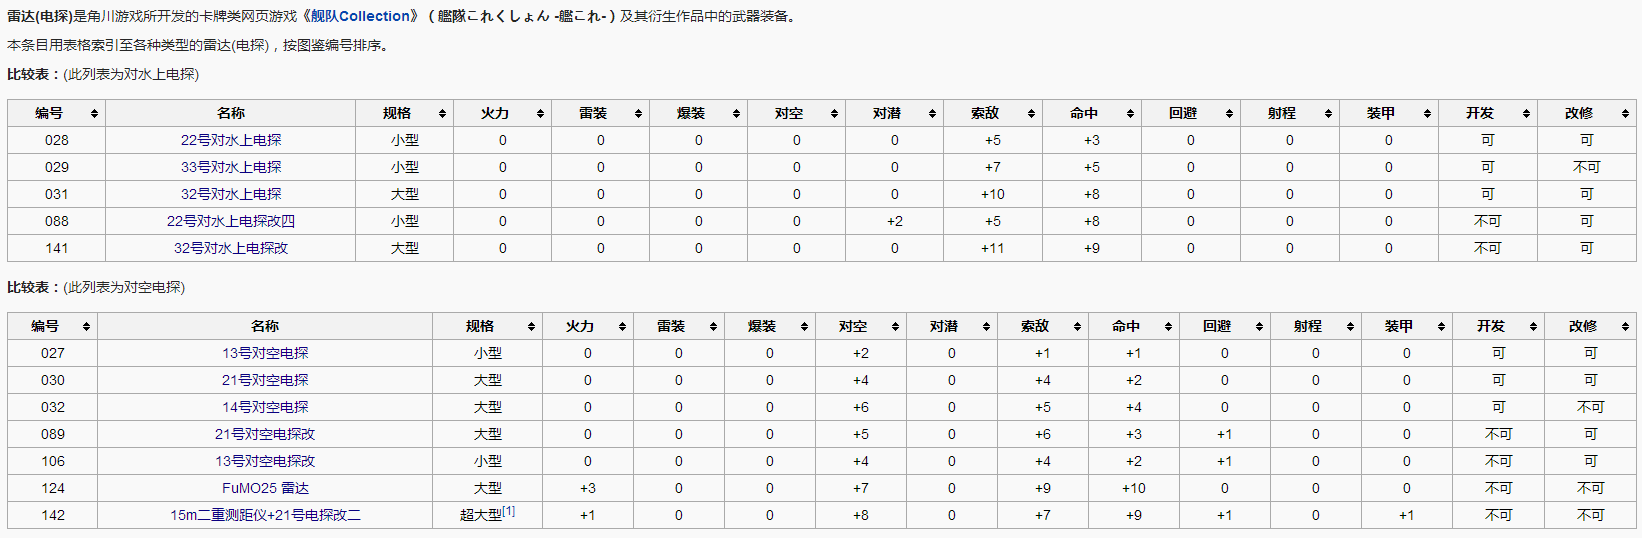 雷达(电探)是角川游戏所开发的卡牌类网页游戏《舰队Collection》（艦隊これくしょん -艦これ-）及其衍生作品中的武器装备。
本条目用表格索引至各种类型的雷达(电探)，按图鉴编号排序。
比较表：(此列表为对水上电探)
编号 名称 规格 火力 雷装 爆装 对空 对潜 索敌 命中 回避 射程 装甲 开发 改修
028 22号对水上电探 小型 0 0 0 0 0 +5 +3 0 0 0 可 可
029 33号对水上电探 小型 0 0 0 0 0 +7 +5 0 0 0 可 不可
031 32号对水上电探 大型 0 0 0 0 0 +10 +8 0 0 0 可 可
088 22号对水上电探改四 小型 0 0 0 0 +2 +5 +8 0 0 0 不可 可
141 32号对水上电探改 大型 0 0 0 0 0 +11 +9 0 0 0 不可 可
比较表：(此列表为对空电探)
编号 名称 规格 火力 雷装 爆装 对空 对潜 索敌 命中 回避 射程 装甲 开发 改修
027 13号对空电探 小型 0 0 0 +2 0 +1 +1 0 0 0 可 可
030 21号对空电探 大型 0 0 0 +4 0 +4 +2 0 0 0 可 可
032 14号对空电探 大型 0 0 0 +6 0 +5 +4 0 0 0 可 不可
089 21号对空电探改 大型 0 0 0 +5 0 +6 +3 +1 0 0 不可 可
106 13号对空电探改 小型 0 0 0 +4 0 +4 +2 +1 0 0 不可 可
124 FuMO25 雷达 大型 +3 0 0 +7 0 +9 +10 0 0 0 不可 不可
142 15m二重测距仪+21号电探改二 超大型[1] +1 0 0 +8 0 +7 +9 +1 0 +1 不可 不可